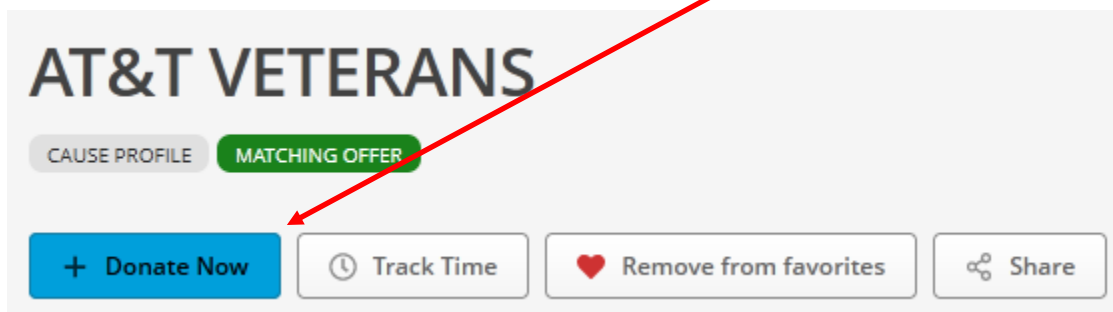 AT&T VETERANS
CAUSE PROFILE MATCHING OFFER
+ Donate Now Track Time Remove from favorites Share